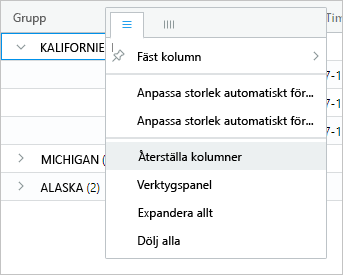 Grupp
Tim
KALIFORNIE
Fäst kolumn
7-1
Anpassa storlek automatiskt för...
7-1
Anpassa storlek automatiskt för...
7-1
MICHIGAN (
Återställa kolumner
ALASKA (2)
Verktygspanel
Expandera allt
Dölj alla